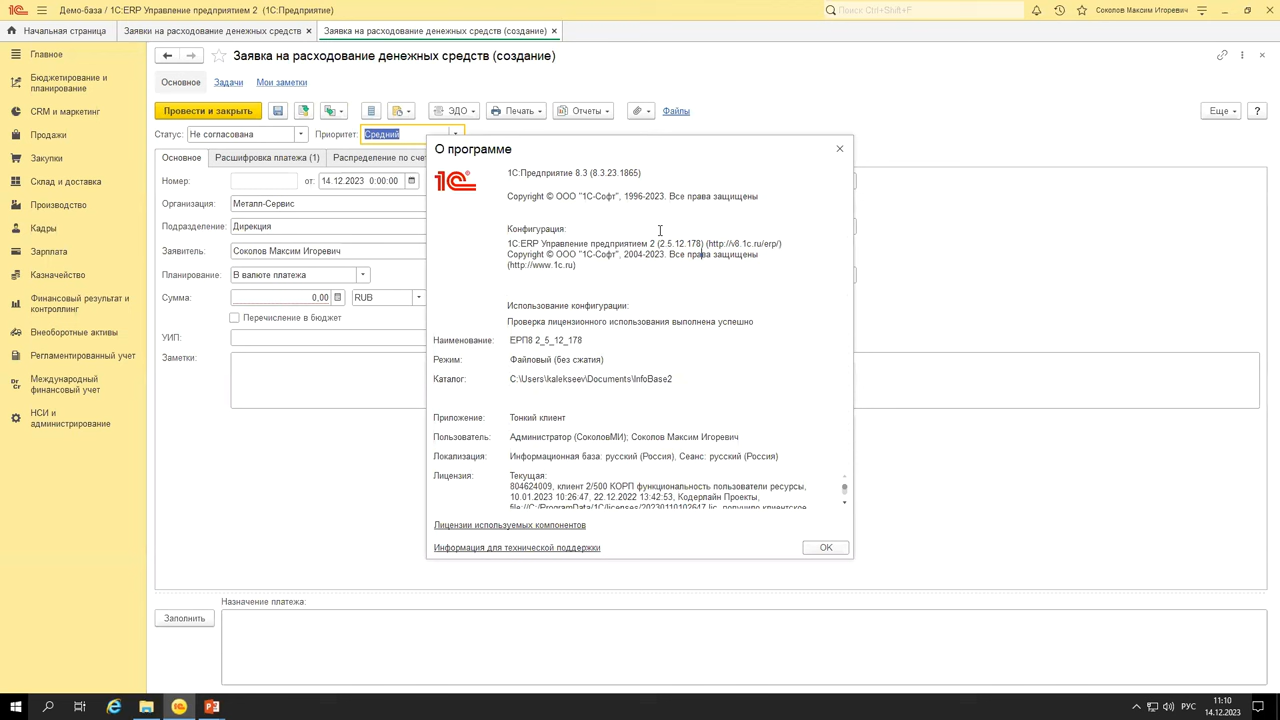 Демо-база / 1С:ERP Управление предприятием 2 (1С:Предприятие)
Поиск Ctrl+Shift+F
Соколов Максим Игоревич
Начальная страница
Заявки на расходование денежных средств ×
Заявка на расходование денежных средств (создание) ×
Главное
Бюджетирование и
планирование
CRM и маркетинг
Продажи
Закупки
Склад и доставка
Производство
Кадры
Зарплата
Казначейство
Финансовый результат и
контроллинг
Внеоборотные активы
Регламентированный учет
Международный
финансовый учет
НСИ и
администрирование
Заявка на расходование денежных средств (создание)
Основное Задачи Мои заметки
Провести и закрыть ЭДО Печать Отчеты Файлы Еще ?
Статус: Не согласована Приоритет: Средний
Основное Расшифровка платежа (1) Распределение по счет
Номер: от: 14.12.2023 0:00:00
Организация: Металл-Сервис
Подразделение: Дирекция
Заявитель: Соколов Максим Игоревич
Планирование: В валюте платежа
Сумма: 0,00 RUB
Перечисление в бюджет
УИП:
Заметки:
Назначение платежа:
Заполнить
О программе
1С
1С:Предприятие 8.3 (8.3.23.1865)
Copyright © ООО "1С-Софт", 1996-2023. Все права защищены
Конфигурация:
1С:ERP Управление предприятием 2 (2.5.12.178) (http://v8.1c.ru/erp/)
Copyright © ООО "1С-Софт", 2004-2023. Все права защищены
(http://www.1c.ru)
Использование конфигурации:
Проверка лицензионного использования выполнена успешно
Наименование: ЕРП8 2_5_12_178
Режим: Файловый (без сжатия)
Каталог: C:\Users\kalekseev\Documents\InfoBase2
Приложение: Тонкий клиент
Пользователь: Администратор (СоколовМИ); Соколов Максим Игоревич
Локализация: Информационная база: русский (Россия), Сеанс: русский (Россия)
Лицензия: Текущая:
804624009, клиент 2/500 КОРП функциональность пользователи ресурсы,
10.01.2023 10:26:47, 22.12.2022 13:42:53, Кодерлайн Проекты,
file://C:/ProgramData/1C/licenses/20230110102647.lic, получило клиентское
Лицензии используемых компонентов
Информация для технической поддержки
OK
РУС
11:10
14.12.2023